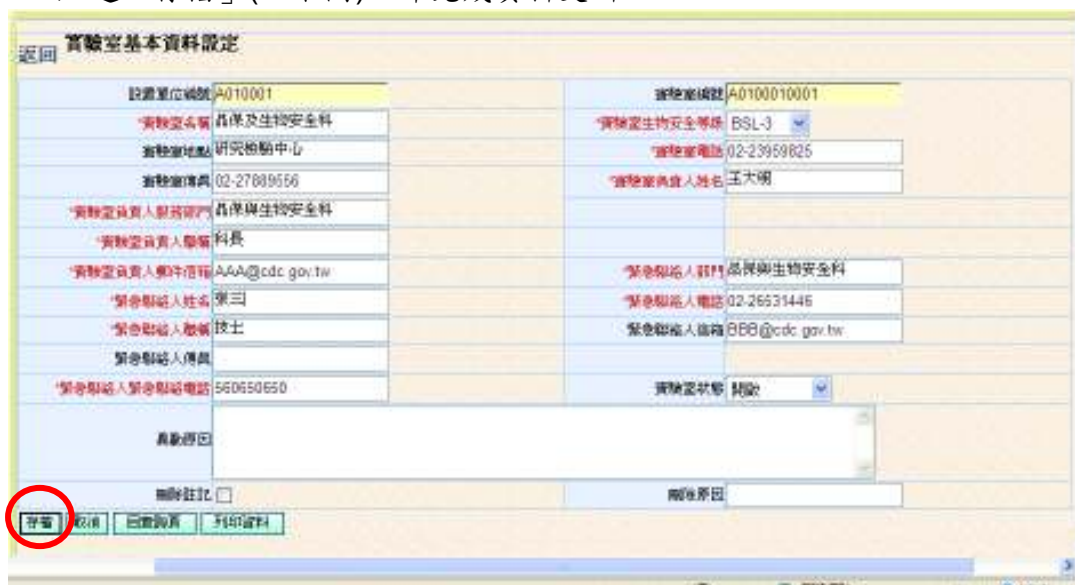 返回 實驗室基本資料設定
設置單位編號 A010001 實驗室編號 A0100010001
*實驗室名稱 品保及生物安全科 *實驗室生物安全等級 BSL-3
實驗室地點 研究檢驗中心 *實驗室電話 02-23959825
實驗室傳真 02-27889556 *實驗室負責人姓名 王大明
*實驗室負責人服務部門 品保與生物安全科
*實驗室負責人職稱 科長
*實驗室負責人郵件信箱 AAA@cdc.gov.tw *緊急聯絡人部門 品保與生物安全科
*緊急聯絡人姓名 張三 *緊急聯絡人電話 02-26531446
*緊急聯絡人職稱 技士 緊急聯絡人信箱 BBB@cdc.gov.tw
緊急聯絡人傳真
*緊急聯絡人緊急聯絡電話 560650650 實驗室狀態 開啟
異動原因
刪除註記 刪除原因
存檔 取消 回查詢頁 列印資料